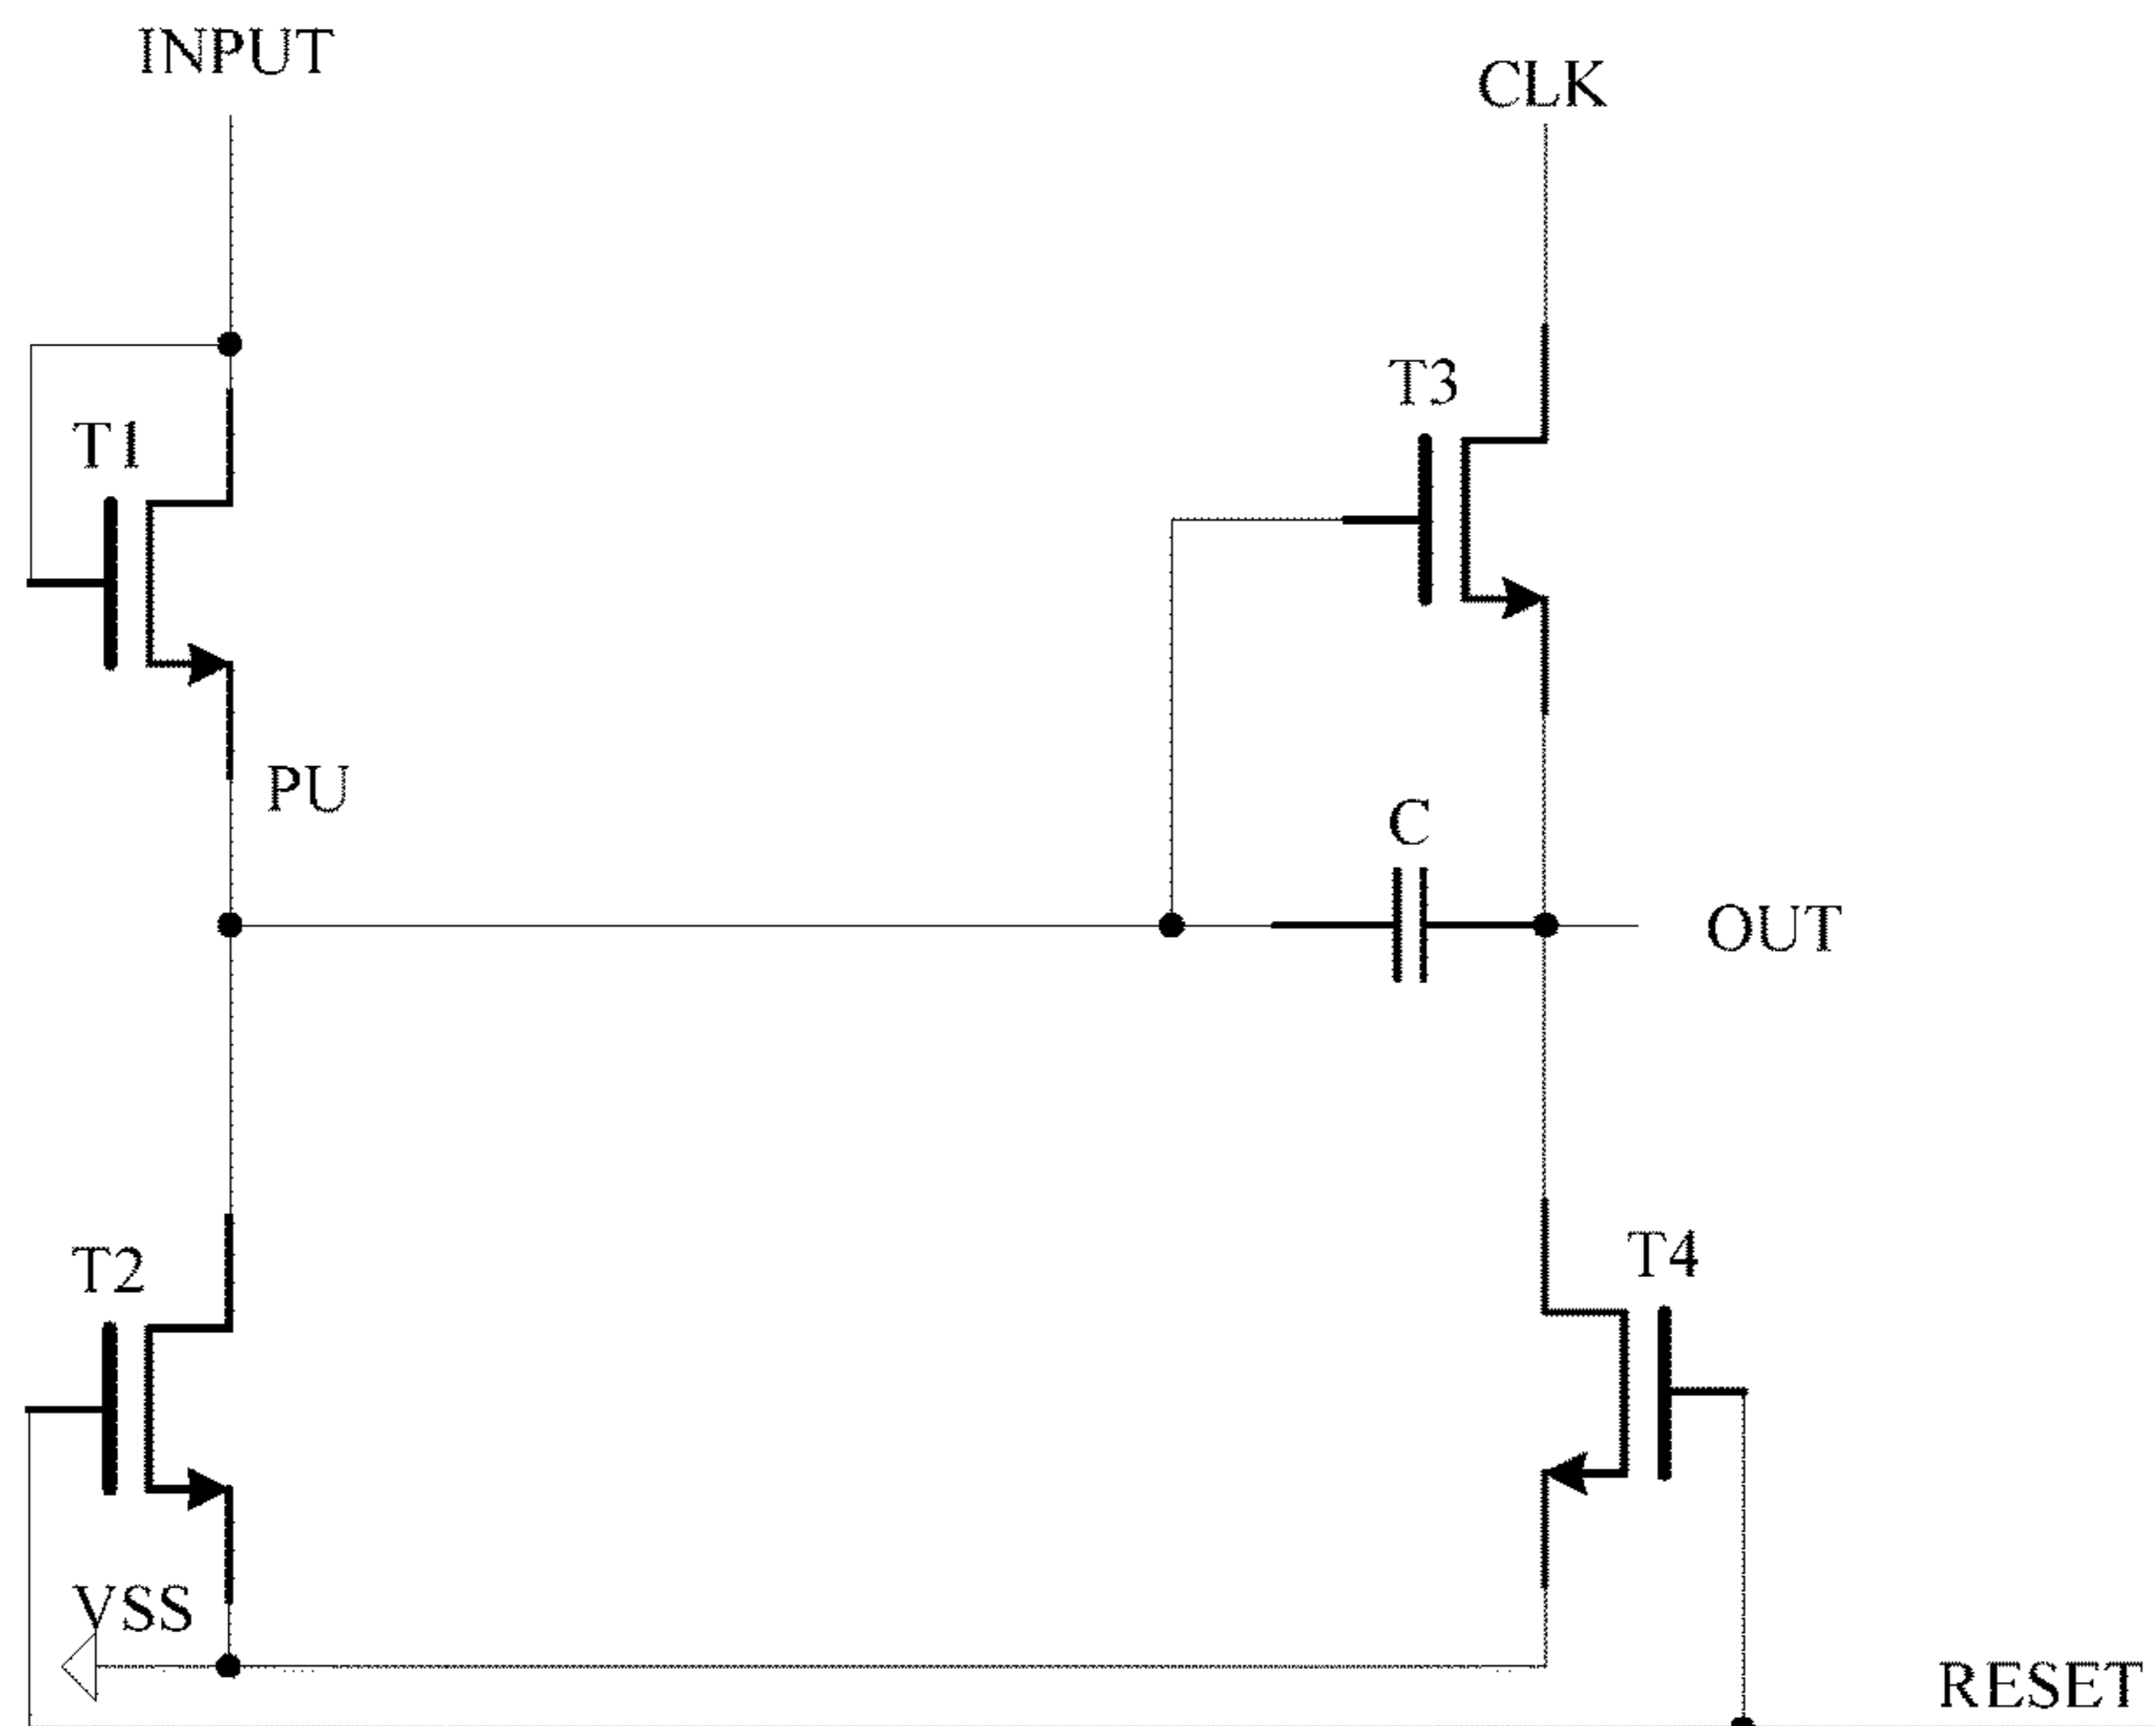 INPUT
CLK
T3
T1
PU
C
OUT
T4
T2
VSS
RESET